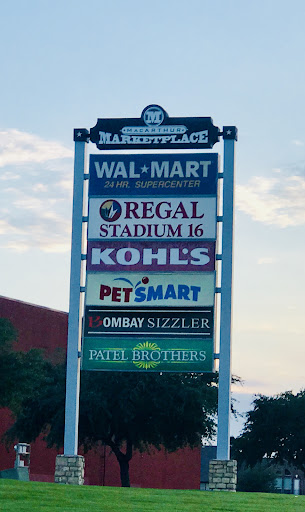 M
MACARTHUR
MARKETPLACE
WAL★MART
24 HR. SUPERCENTER
REGAL
STADIUM 16
KOHL'S
PETSMART
BOMBAY SIZZLER
PATEL BROTHERS